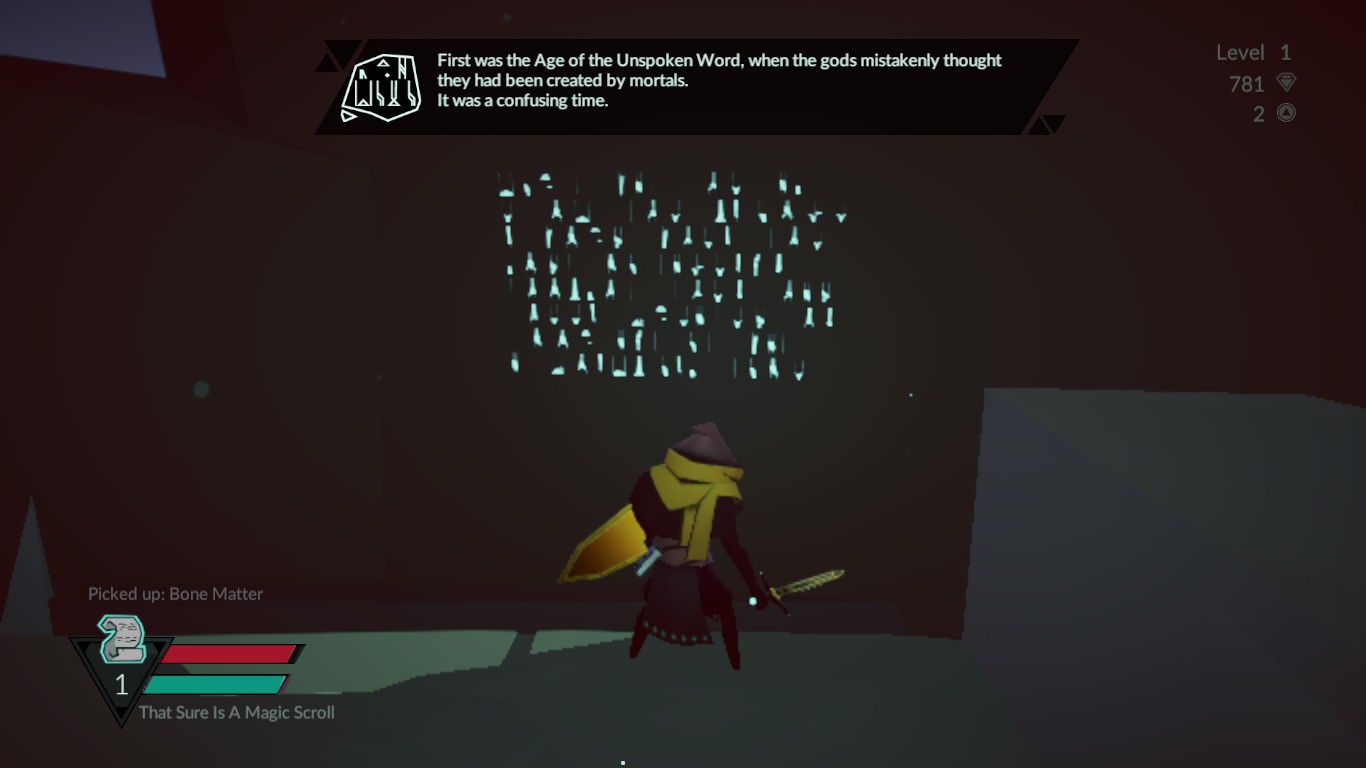 First was the Age of the Unspoken Word, when the gods mistakenly thought
they had been created by mortals.
It was a confusing time.
Level 1
781
2
Picked up: Bone Matter
1
That Sure Is A Magic Scroll